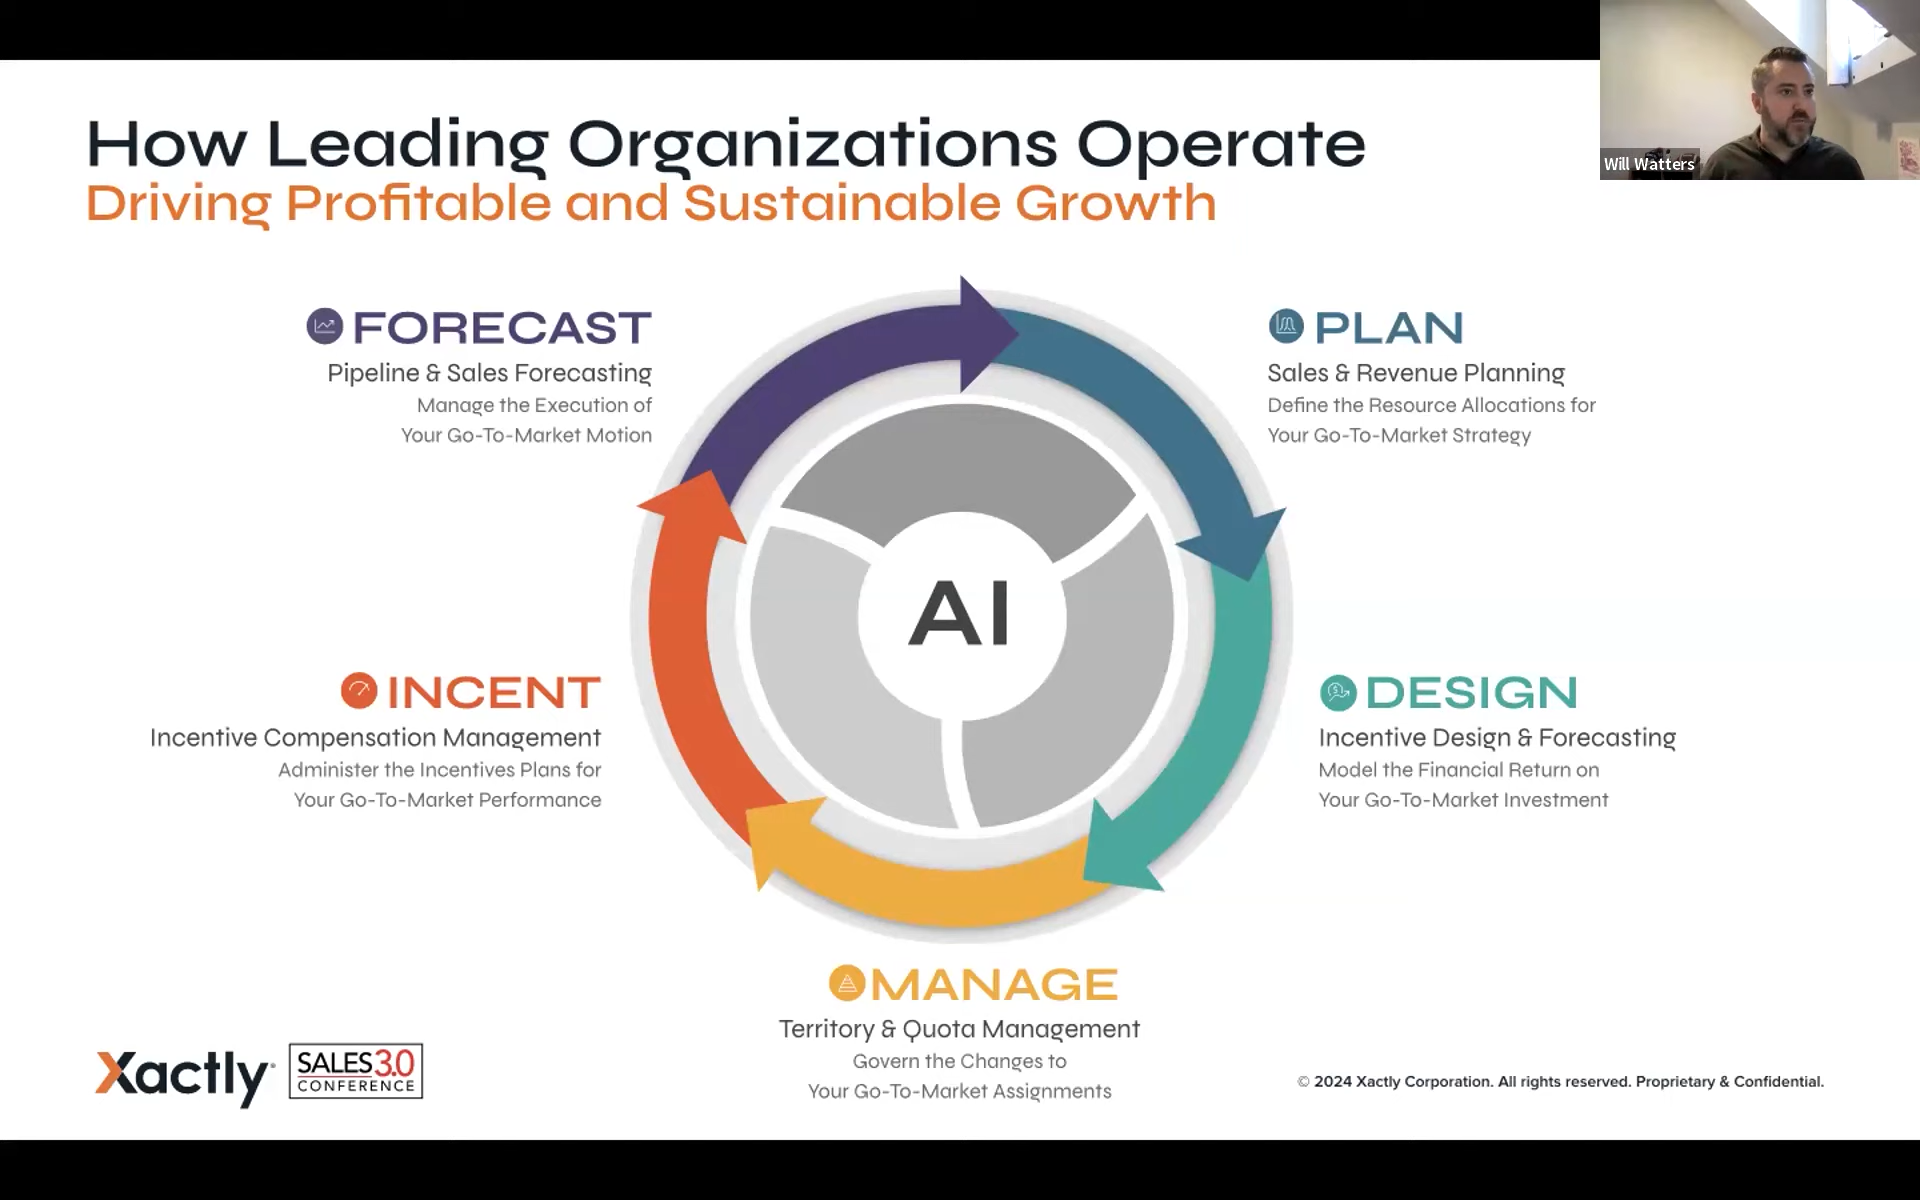 How Leading Organizations Operate
Driving Profitable and Sustainable Growth
Will Watters
FORECAST
Pipeline & Sales Forecasting
Manage the Execution of
Your Go-To-Market Motion
PLAN
Sales & Revenue Planning
Define the Resource Allocations for
Your Go-To-Market Strategy
AI
INCENT
Incentive Compensation Management
Administer the Incentives Plans for
Your Go-To-Market Performance
DESIGN
Incentive Design & Forecasting
Model the Financial Return on
Your Go-To-Market Investment
MANAGE
Territory & Quota Management
Govern the Changes to
Your Go-To-Market Assignments
Xactly
SALES 3.0
CONFERENCE
© 2024 Xactly Corporation. All rights reserved. Proprietary & Confidential.